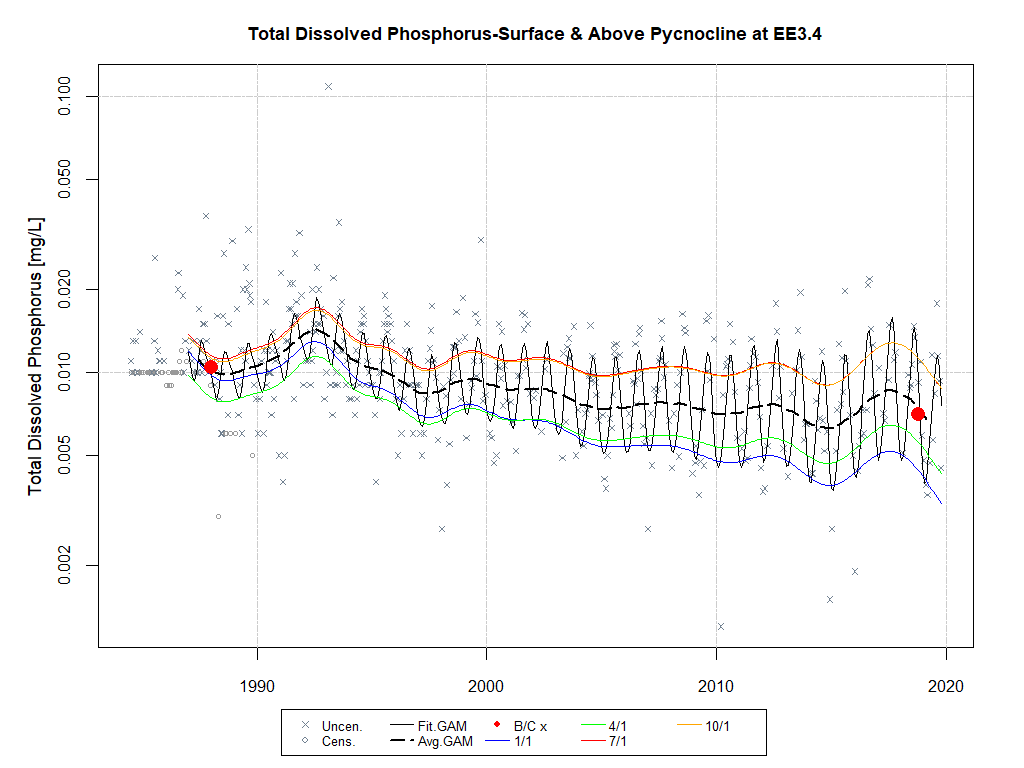 Total Dissolved Phosphorus-Surface & Above Pycnocline at EE3.4
Total Dissolved Phosphorus [mg/L]
0.100
0.050
0.020
0.010
0.005
0.002
1990 2000 2010 2020
Uncen. Fit.GAM B/C x 4/1 10/1
Cens. Avg.GAM 1/1 7/1